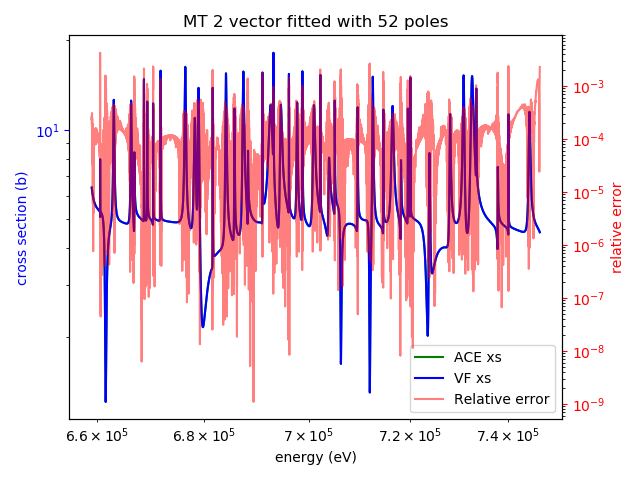 MT 2 vector fitted with 52 poles
cross section (b)
10¹
10⁻³
10⁻⁴
10⁻⁵
10⁻⁶
10⁻⁷
10⁻⁸
10⁻⁹
relative error
ACE xs
VF xs
Relative error
6.6 × 10⁵ 6.8 × 10⁵ 7 × 10⁵ 7.2 × 10⁵ 7.4 × 10⁵
energy (eV)